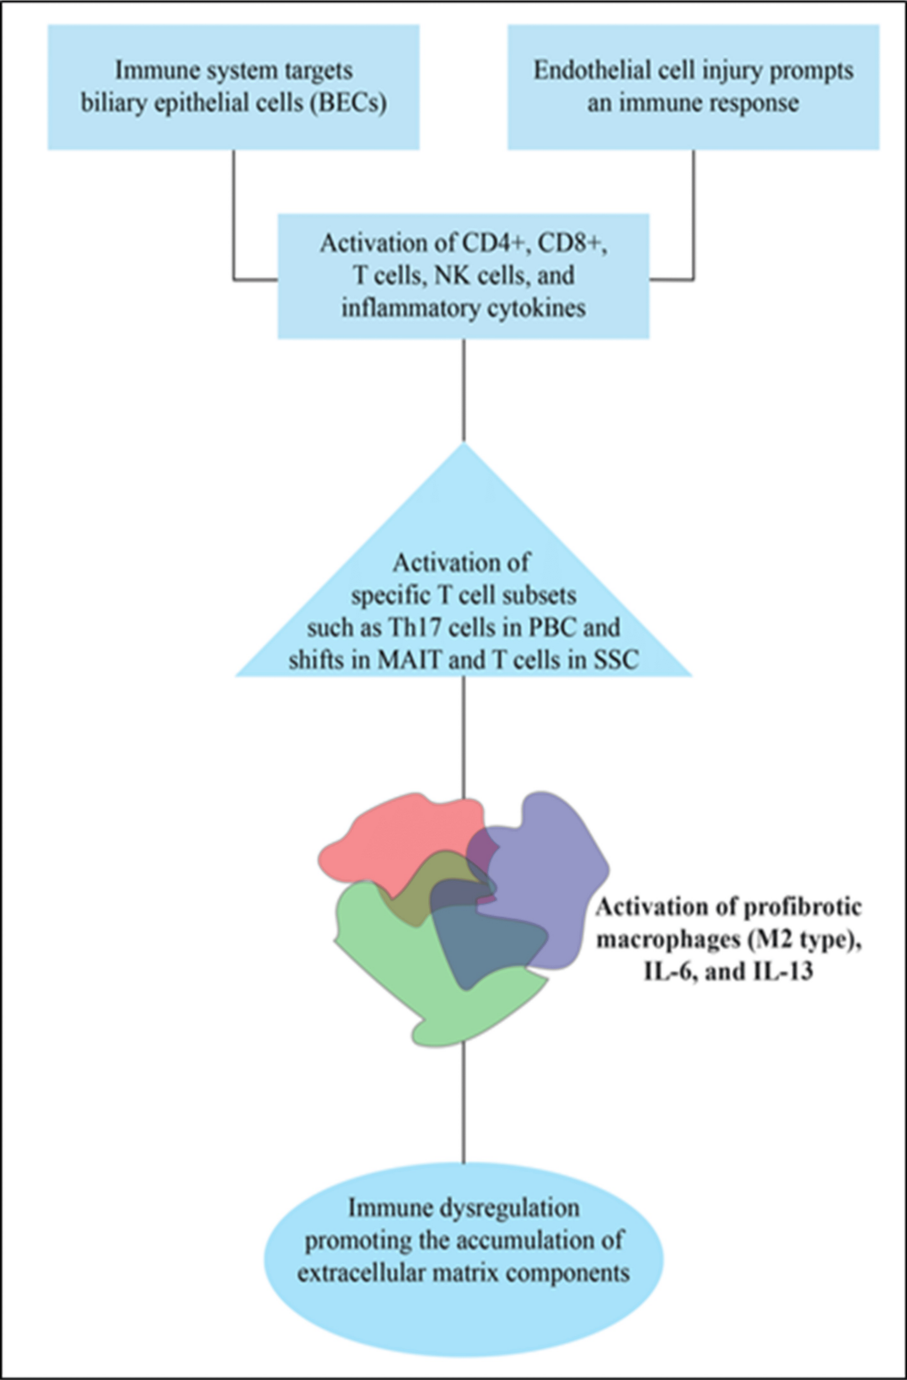 Immune system targets
biliary epithelial cells (BECs)
Endothelial cell injury prompts
an immune response
Activation of CD4+, CD8+,
T cells, NK cells, and
inflammatory cytokines
Activation of
specific T cell subsets
such as Th17 cells in PBC and
shifts in MAIT and T cells in SSC
Activation of profibrotic
macrophages (M2 type),
IL-6, and IL-13
Immune dysregulation
promoting the accumulation of
extracellular matrix components